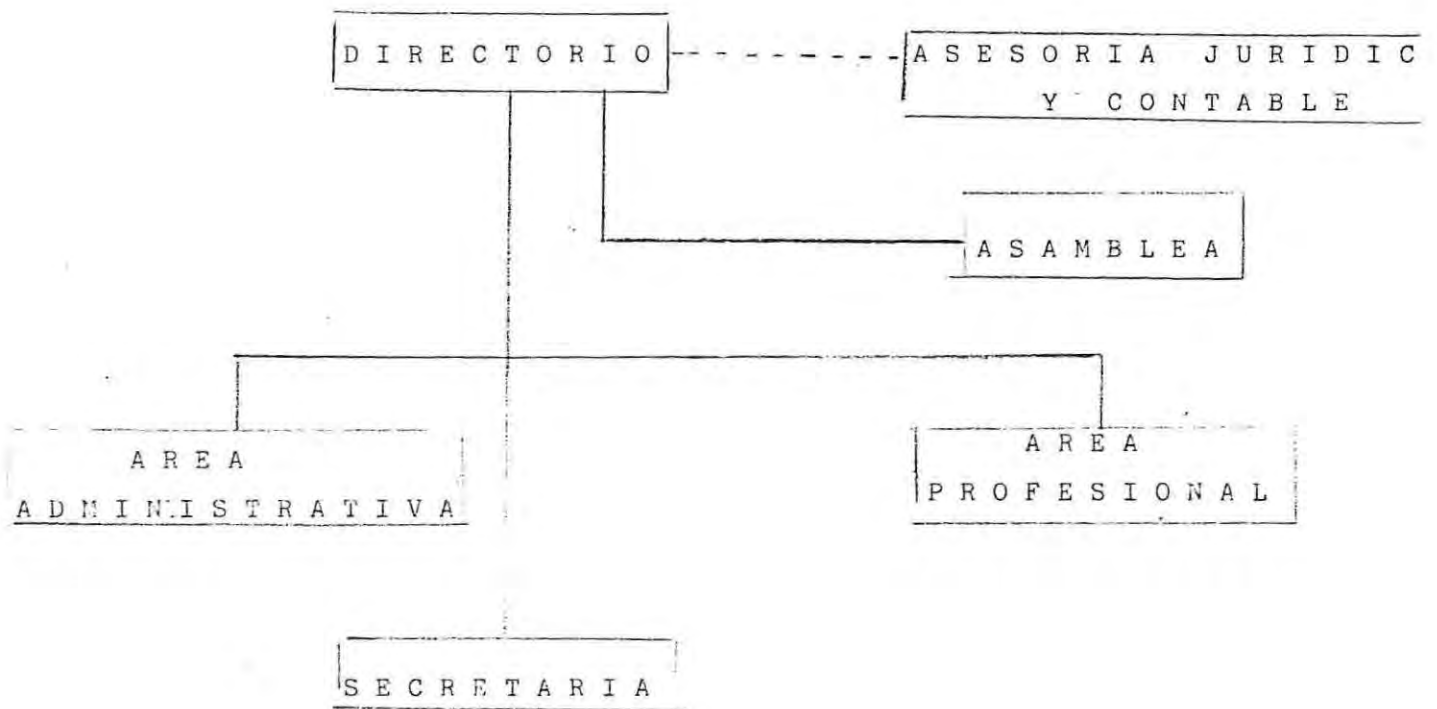 DIRECTORIO
ASESORIA JURIDIC
Y CONTABLE
ASAMBLEA
AREA
ADMINISTRATIVA
AREA
PROFESIONAL
SECRETARIA